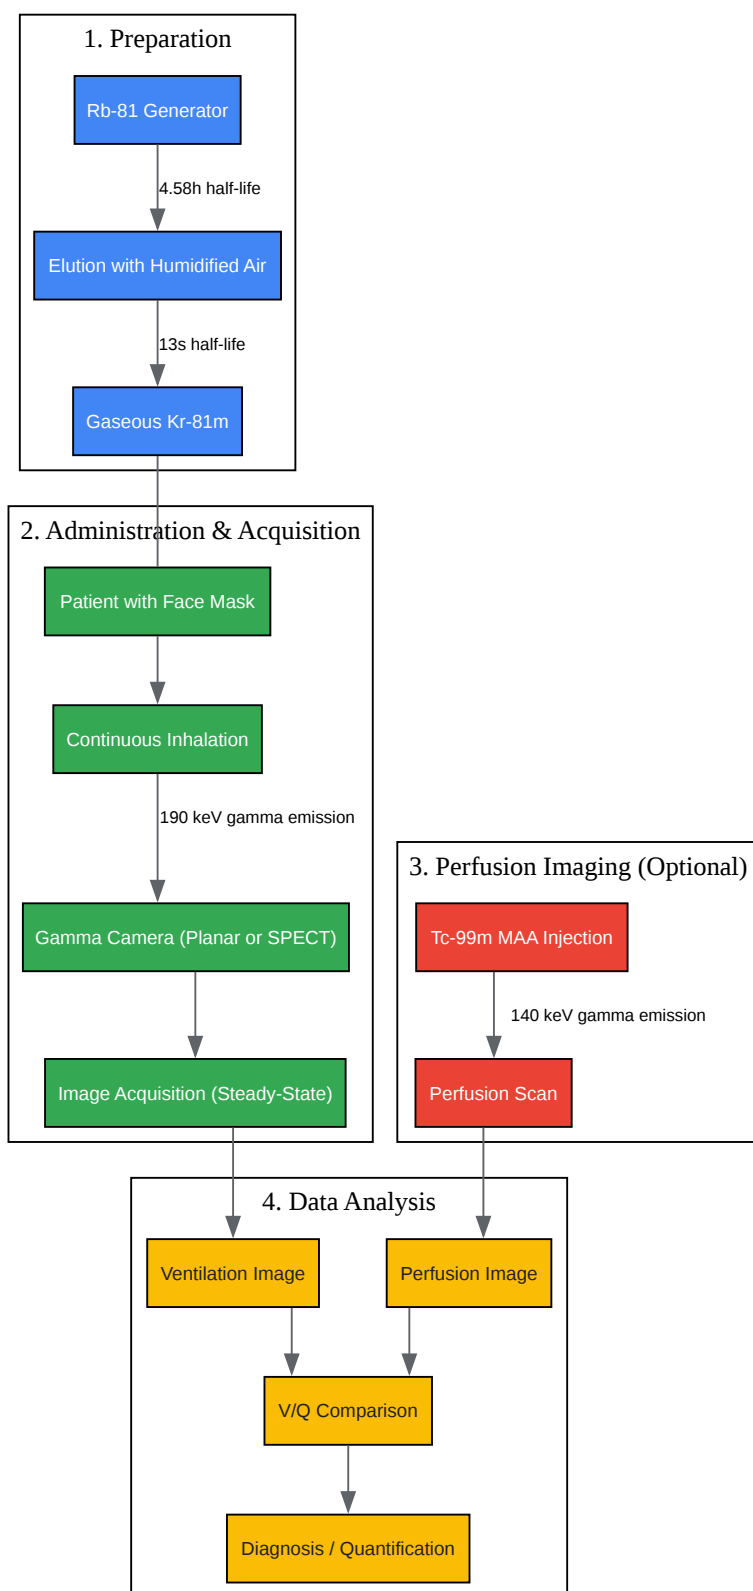 1. Preparation
Rb-81 Generator
4.58h half-life
Elution with Humidified Air
13s half-life
Gaseous Kr-81m
2. Administration & Acquisition
Patient with Face Mask
Continuous Inhalation
190 keV gamma emission
Gamma Camera (Planar or SPECT)
Image Acquisition (Steady-State)
3. Perfusion Imaging (Optional)
Tc-99m MAA Injection
140 keV gamma emission
Perfusion Scan
4. Data Analysis
Ventilation Image
Perfusion Image
V/Q Comparison
Diagnosis / Quantification